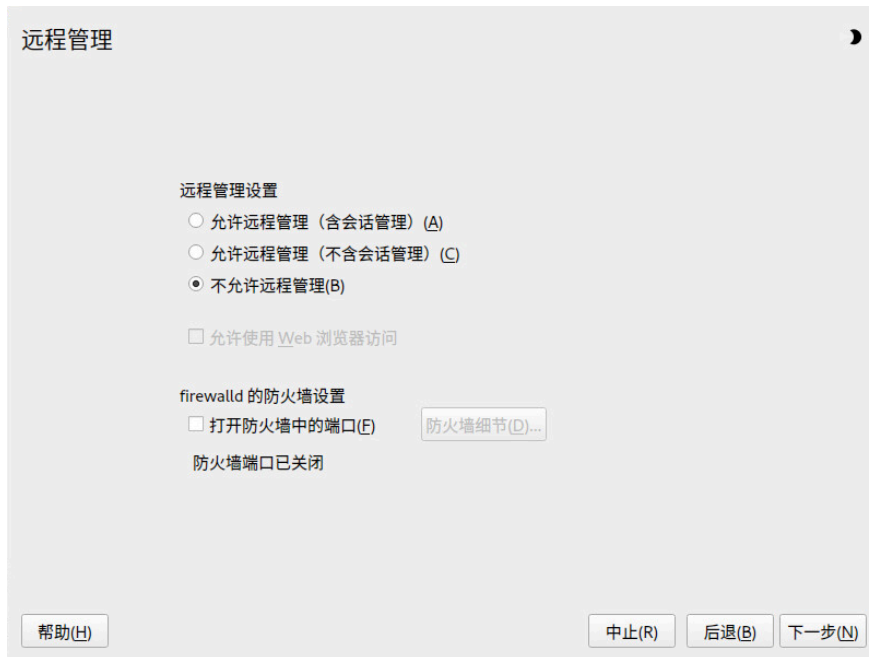 远程管理
远程管理设置
允许远程管理（含会话管理）(A)
允许远程管理（不含会话管理）(C)
不允许远程管理(B)
允许使用 Web 浏览器访问
firewalld 的防火墙设置
打开防火墙中的端口(F)
防火墙细节(D)...
防火墙端口已关闭
帮助(H)
中止(R)
后退(B)
下一步(N)